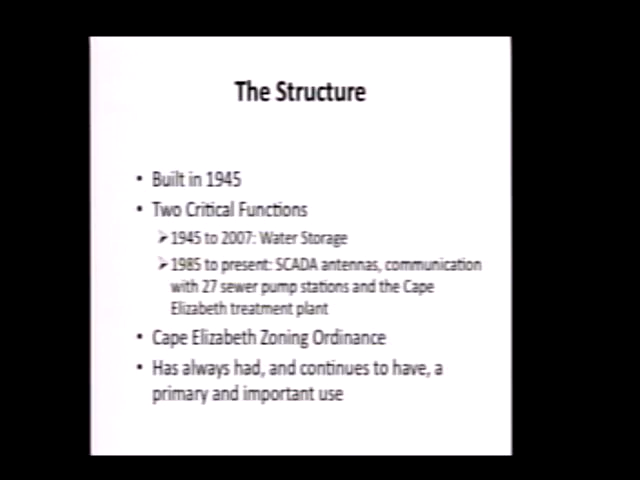 The Structure
• Built in 1945
• Two Critical Functions
➢ 1945 to 2007: Water Storage
➢ 1985 to present: SCADA antennas, communication
with 27 sewer pump stations and the Cape
Elizabeth treatment plant
• Cape Elizabeth Zoning Ordinance
• Has always had, and continues to have, a
primary and important use